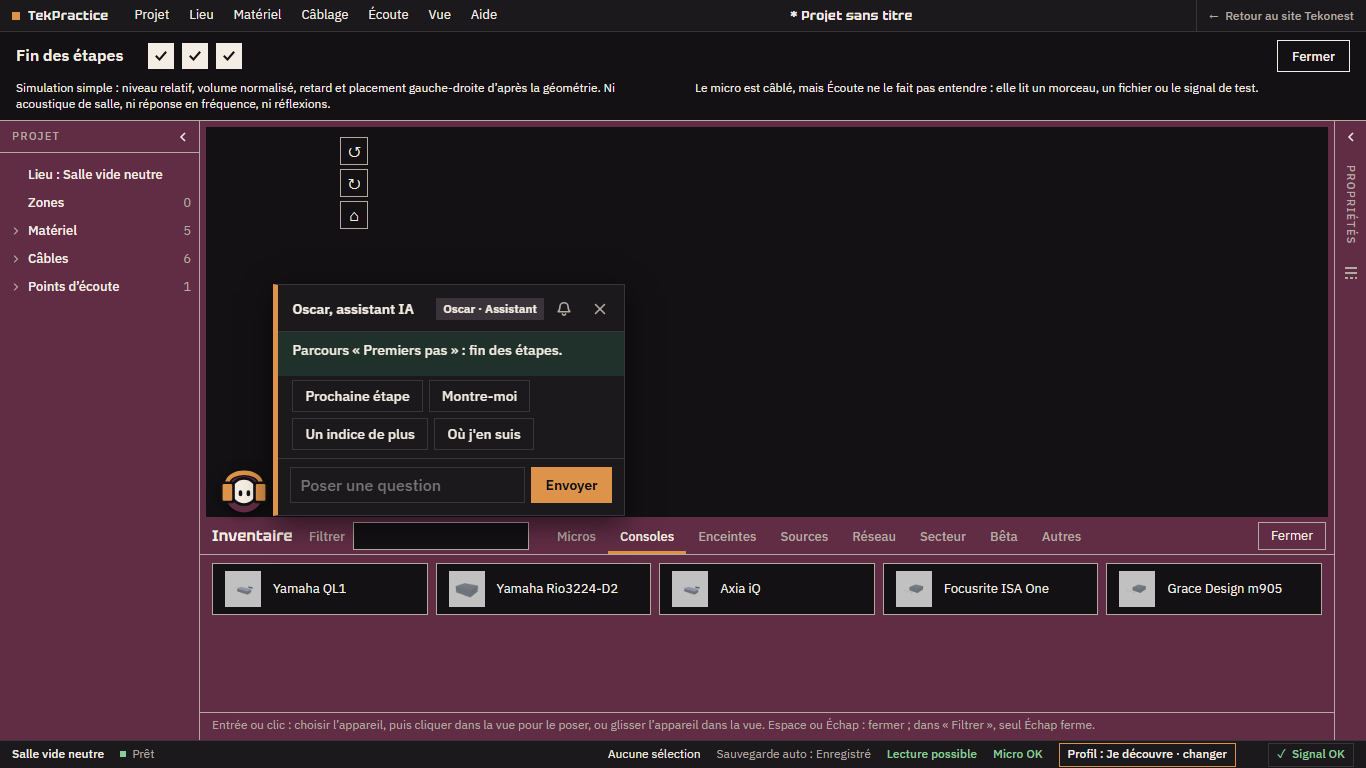 TekPractice Projet Lieu Matériel Câblage Écoute Vue Aide * Projet sans titre ← Retour au site Tekonest
Fin des étapes Fermer
Simulation simple : niveau relatif, volume normalisé, retard et placement gauche-droite d'après la géométrie. Ni
acoustique de salle, ni réponse en fréquence, ni réflexions.
Le micro est câblé, mais Écoute ne le fait pas entendre : elle lit un morceau, un fichier ou le signal de test.
PROJET
Lieu : Salle vide neutre
Zones 0
Matériel 5
Câbles 6
Points d'écoute 1
PROPRIÉTÉS
Oscar, assistant IA Oscar · Assistant
Parcours « Premiers pas » : fin des étapes.
Prochaine étape Montre-moi
Un indice de plus Où j'en suis
Poser une question Envoyer
Inventaire Filtrer Micros Consoles Enceintes Sources Réseau Secteur Bêta Autres Fermer
Yamaha QL1 Yamaha Rio3224-D2 Axia iQ Focusrite ISA One Grace Design m905
Entrée ou clic : choisir l'appareil, puis cliquer dans la vue pour le poser, ou glisser l'appareil dans la vue. Espace ou Échap : fermer ; dans « Filtrer », seul Échap ferme.
Salle vide neutre Prêt Aucune sélection Sauvegarde auto : Enregistré Lecture possible Micro OK Profil : Je découvre · changer ✓ Signal OK